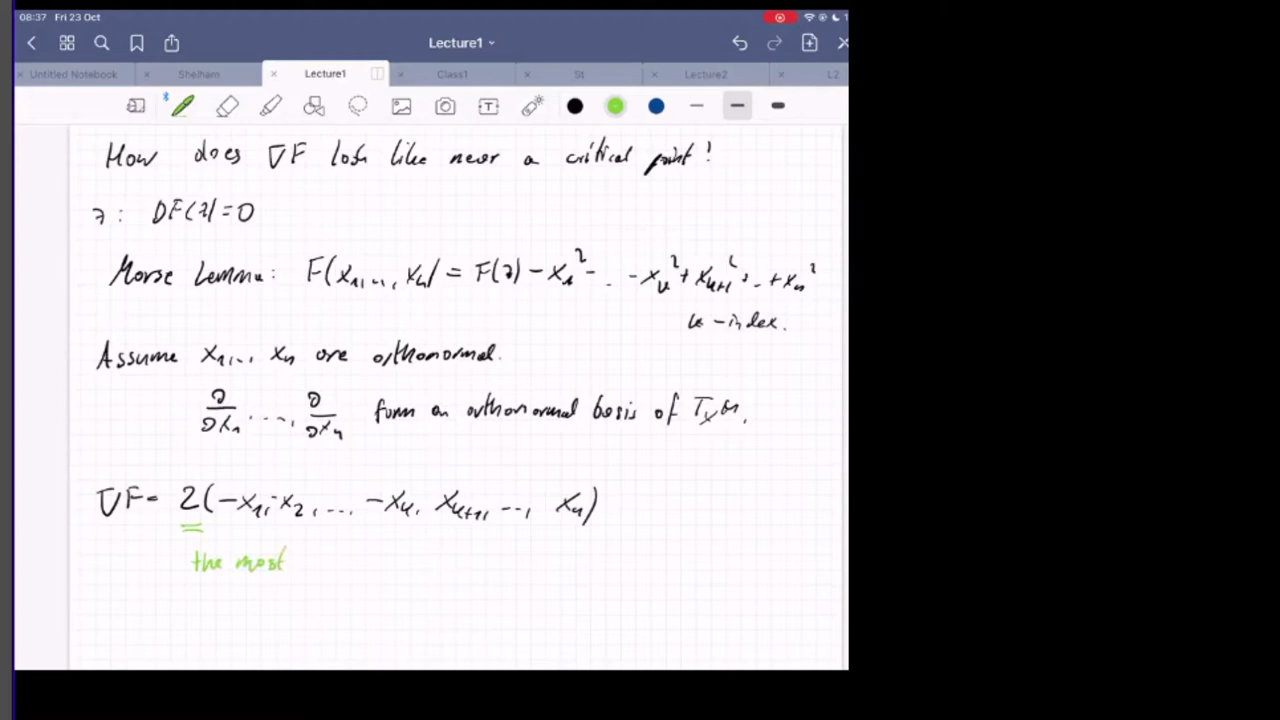 08:37 Fri 23 Oct
Lecture1
Untitled Notebook Sheiham Lecture1 Class1 St Lecture2 L2
How does ∇F look like near a critical point!
z: DF(z)=0
Morse Lemma: F(x₁,..,xₙ) = F(z) - x₁² - .. - xₖ² + xₖ₊₁² + .. + xₙ²
k - index.
Assume x₁,.., xₙ are orthonormal.
∂/∂x₁ ..., ∂/∂xₙ form an orthonormal basis of TₓM.
∇F = 2(-x₁, -x₂, ... -xₖ, xₖ₊₁, ..., xₙ)
the most